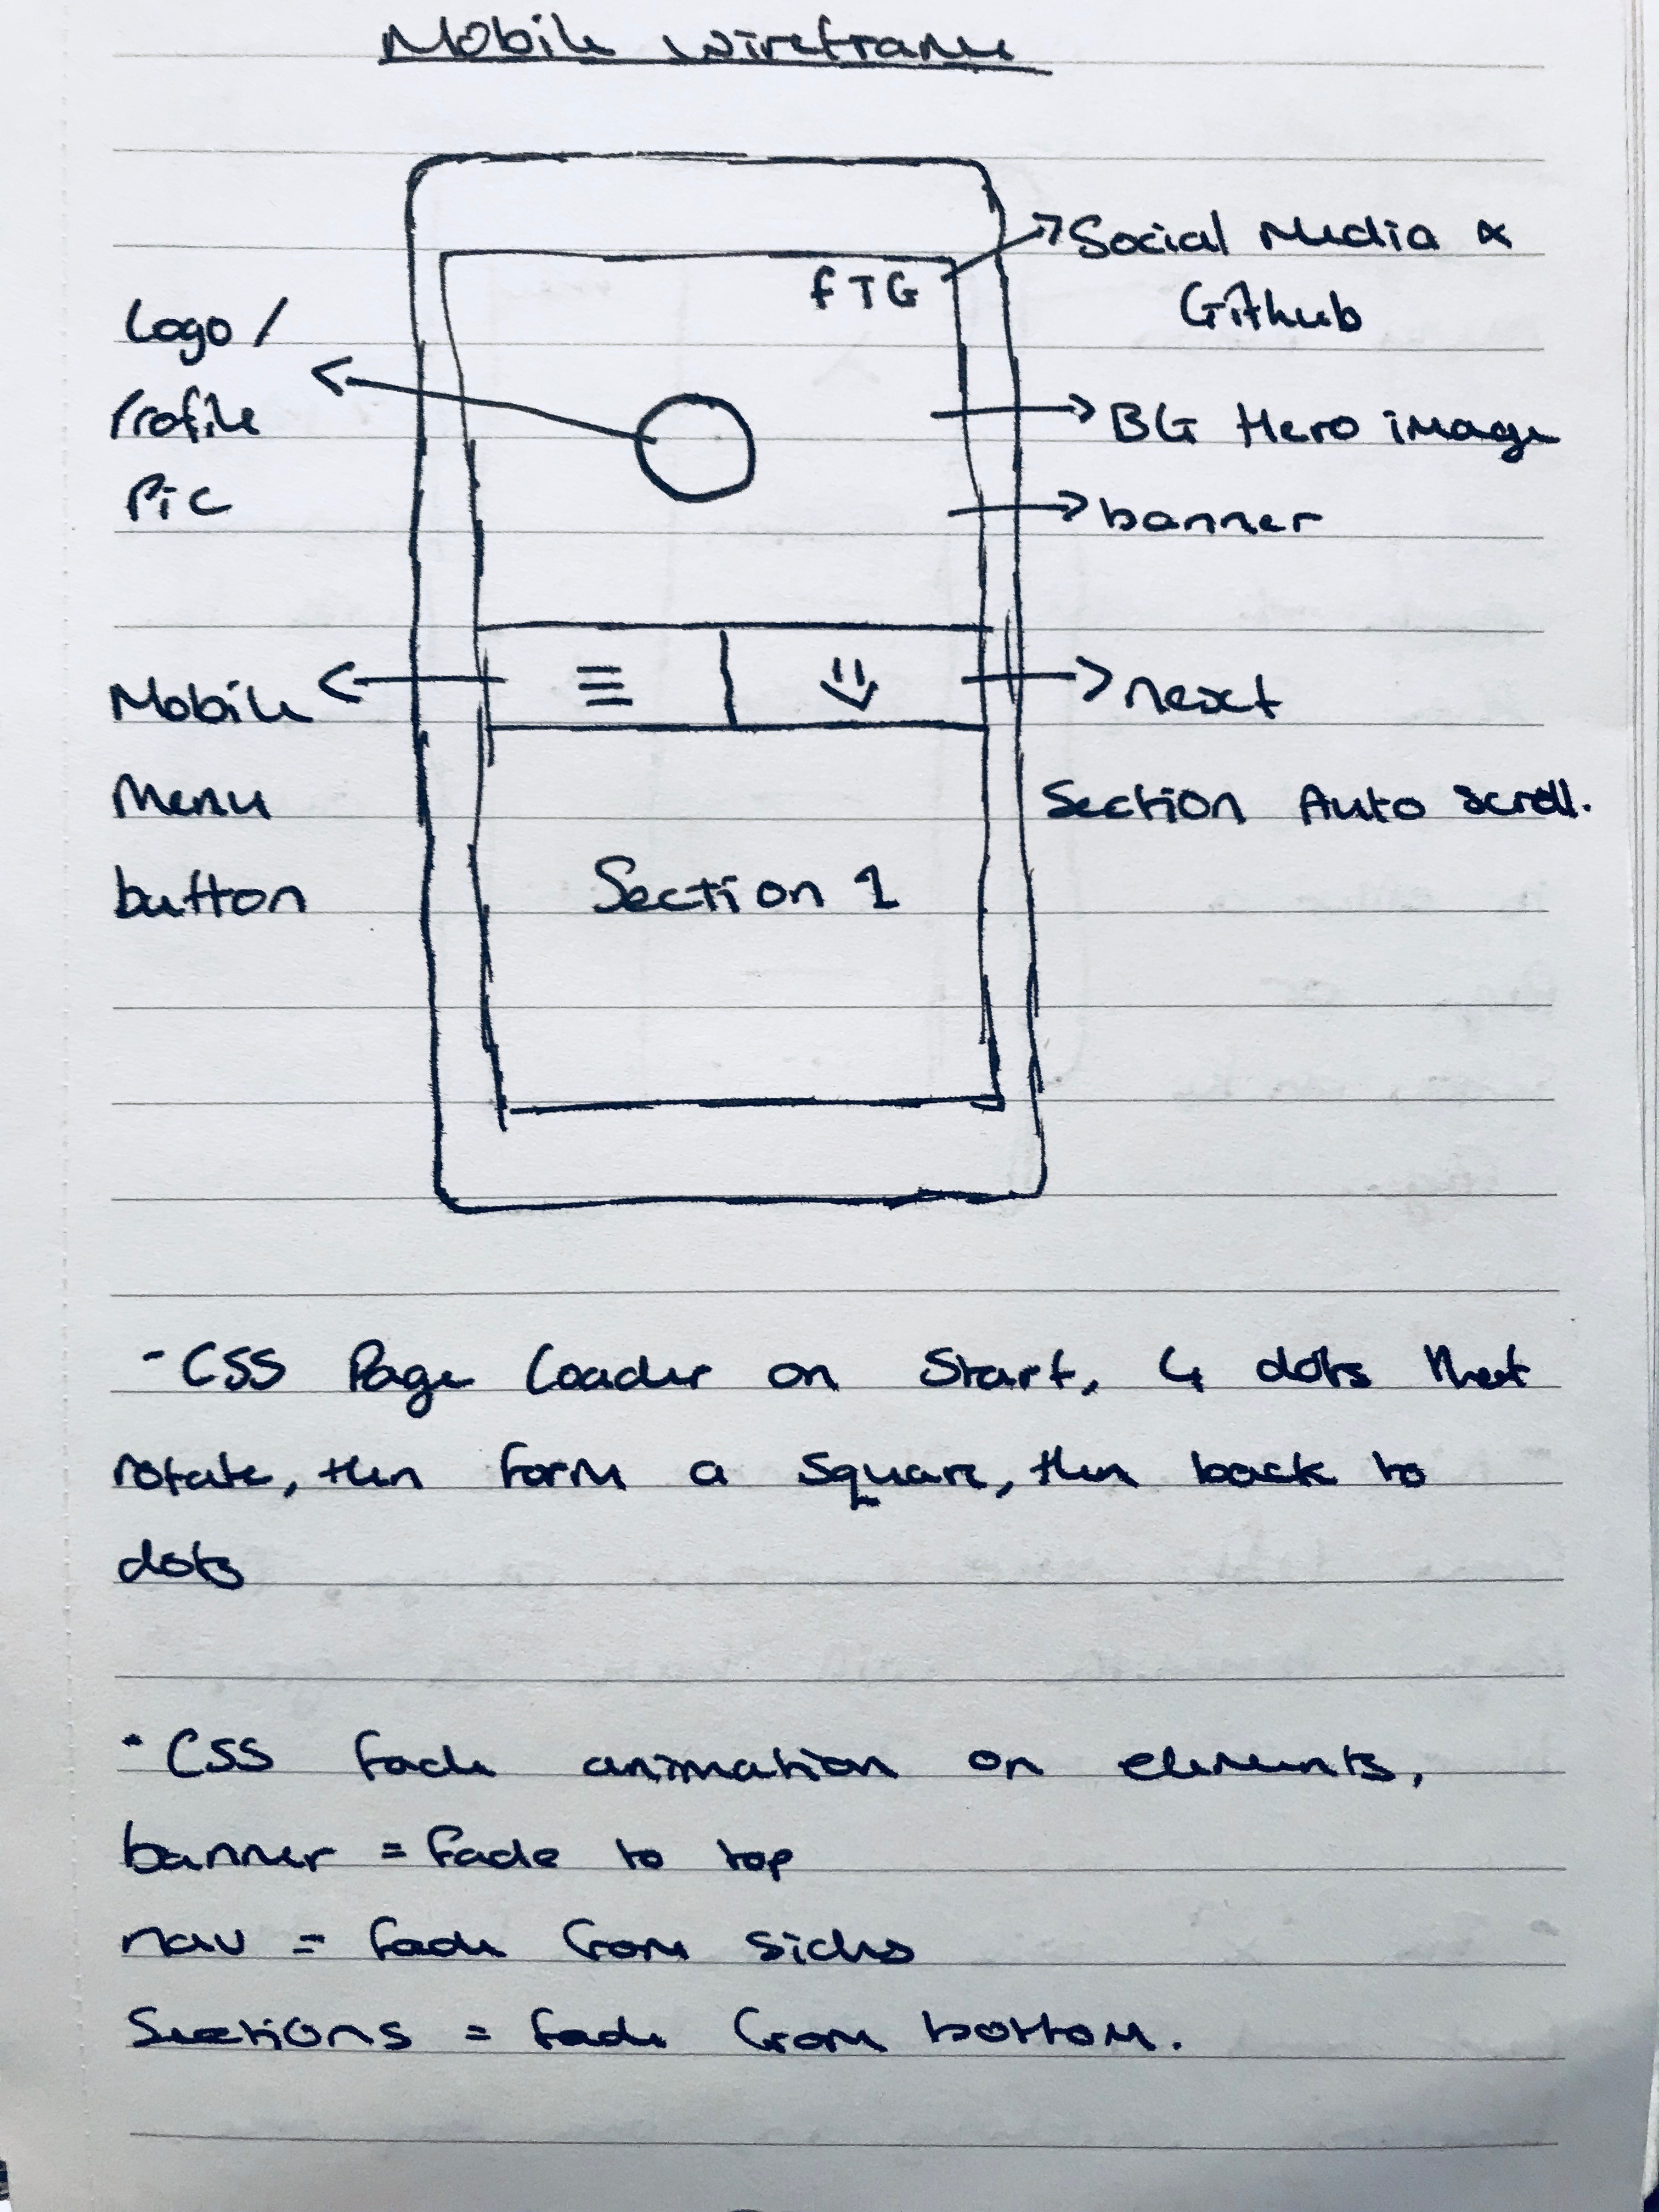 Mobile wireframe
Social Media &
Github
f T G
Logo /
Profile
Pic
BG Hero image
banner
Mobile
Menu
button
next
Section Auto scroll.
Section 1
- CSS Page Loader on Start, 4 dots that
rotate, then form a square, then back to
dots
• CSS fade animation on elements,
banner = fade to top
nav = fade from sides
Sections = fade from bottom.